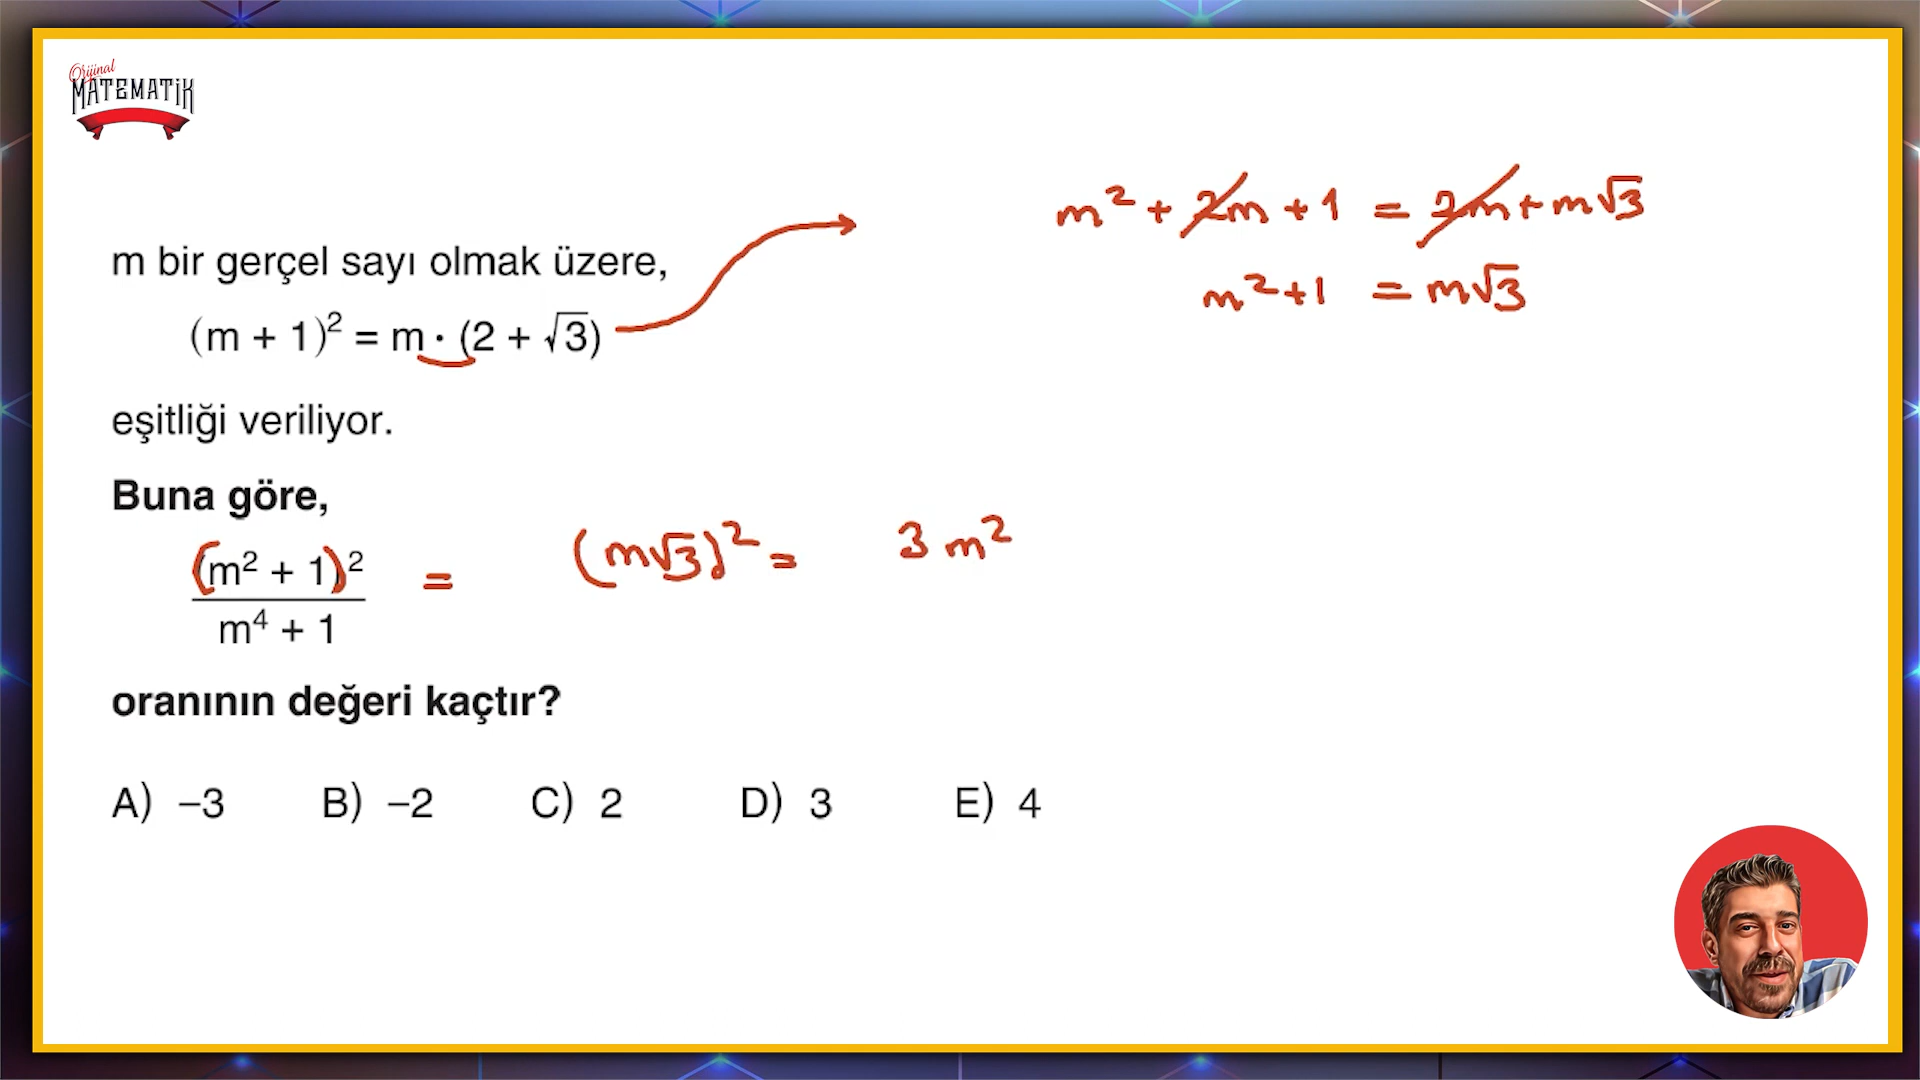 Orijinal
MATEMATİK
m bir gerçel sayı olmak üzere,
(m + 1)² = m · (2 + √3)
eşitliği veriliyor.
Buna göre,
(m² + 1)² / m⁴ + 1 = (m√3)² = 3m²
oranının değeri kaçtır?
A) –3 B) –2 C) 2 D) 3 E) 4
m² + 2m + 1 = 2m + m√3
m² + 1 = m√3